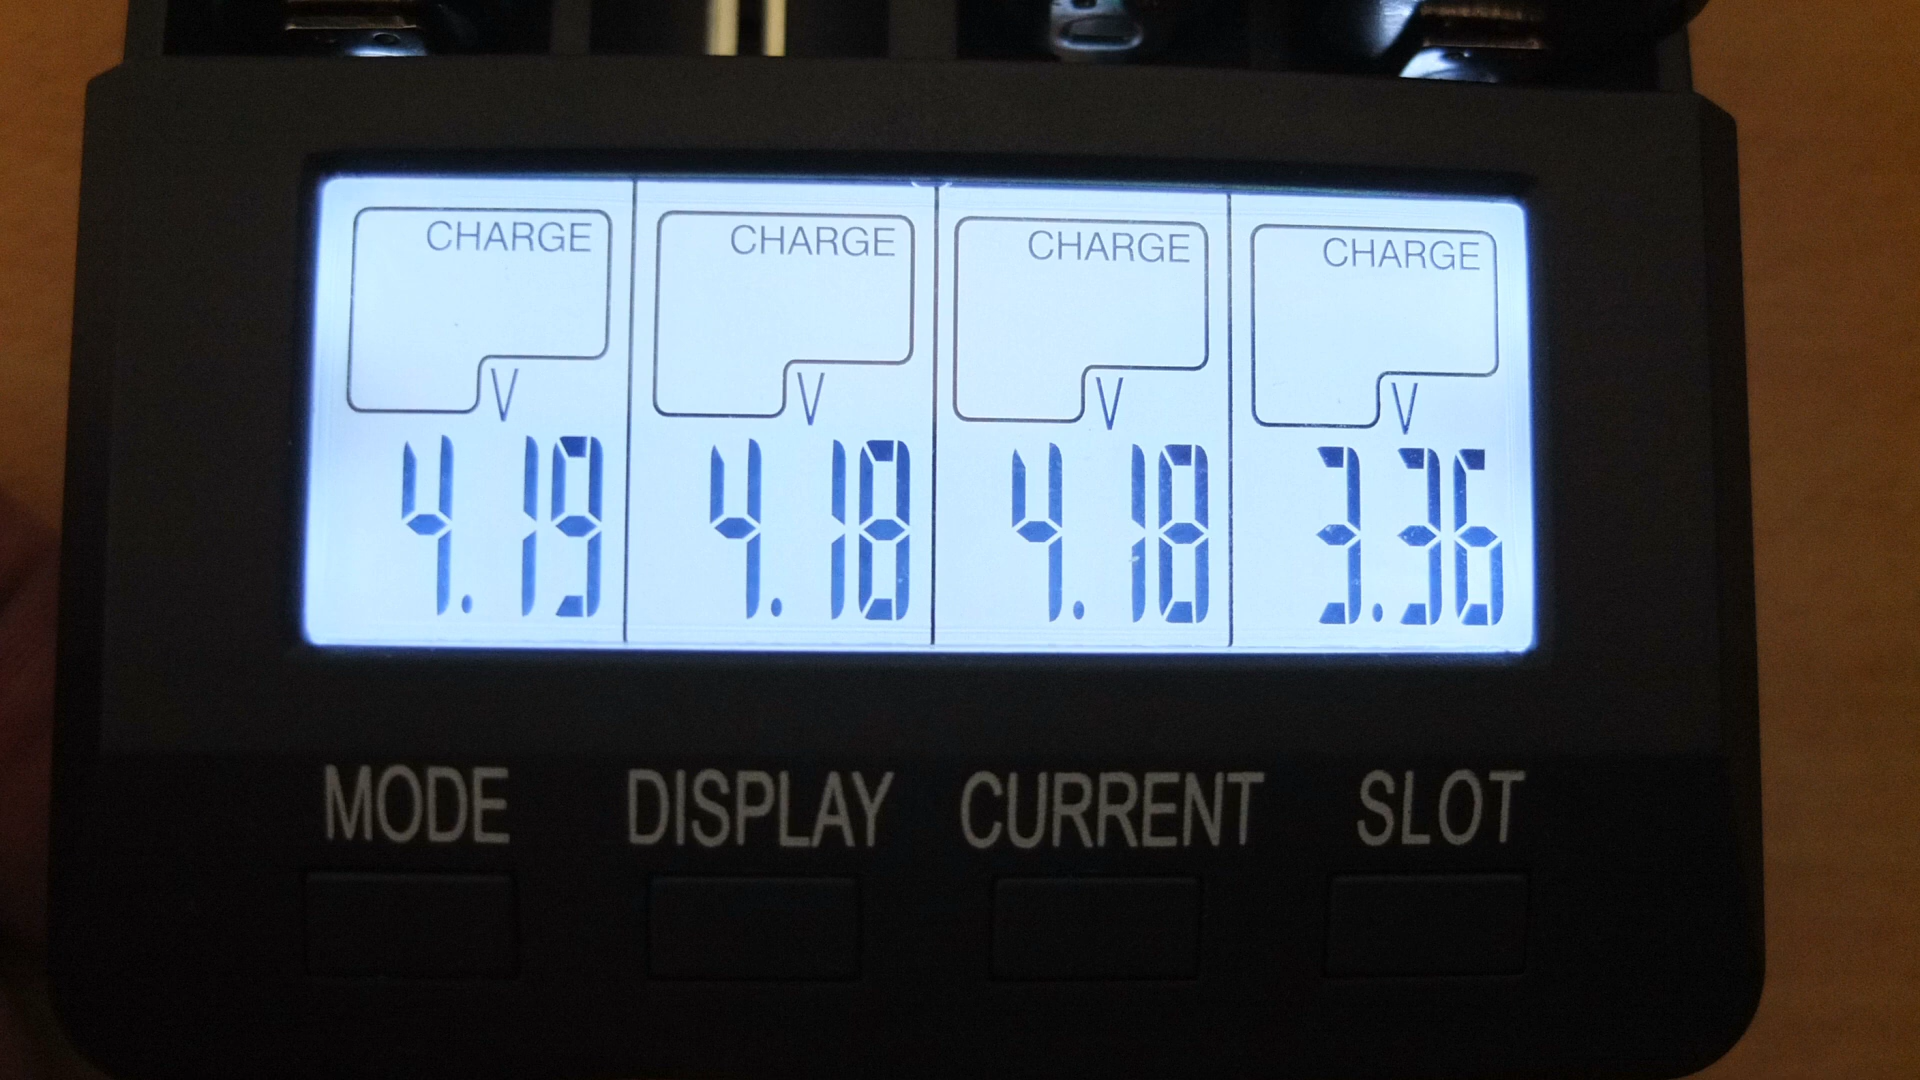 CHARGE CHARGE CHARGE CHARGE
V V V V
4.19 4.18 4.18 3.36
MODE DISPLAY CURRENT SLOT